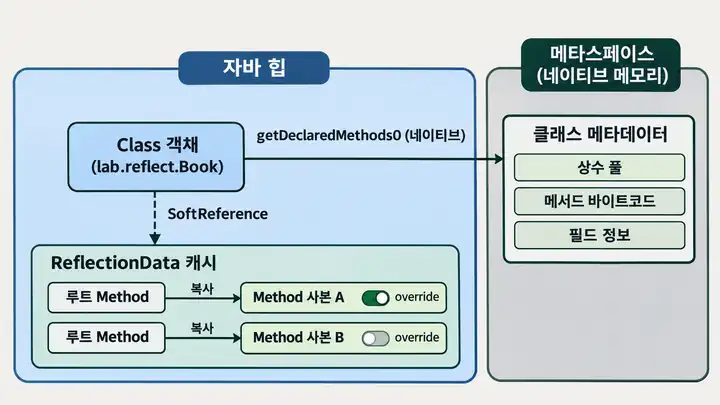 자바 힙
메타스페이스
(네이티브 메모리)
Class 객채
(lab.reflect.Book)
getDeclaredMethods0 (네이티브)
클래스 메타데이터
상수 풀
메서드 바이트코드
필드 정보
SoftReference
ReflectionData 캐시
루트 Method
복사
Method 사본 A
override
루트 Method
복사
Method 사본 B
override